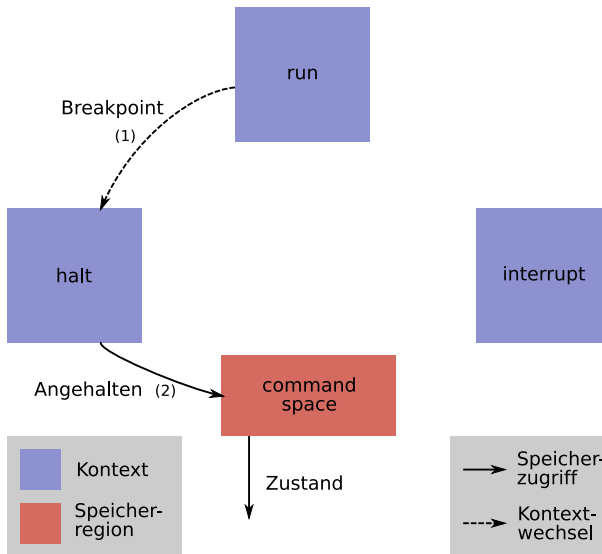 run
Breakpoint
(1)
halt
interrupt
Angehalten (2)
command
space
Zustand
Kontext
Speicher-
region
Speicher-
zugriff
Kontext-
wechsel